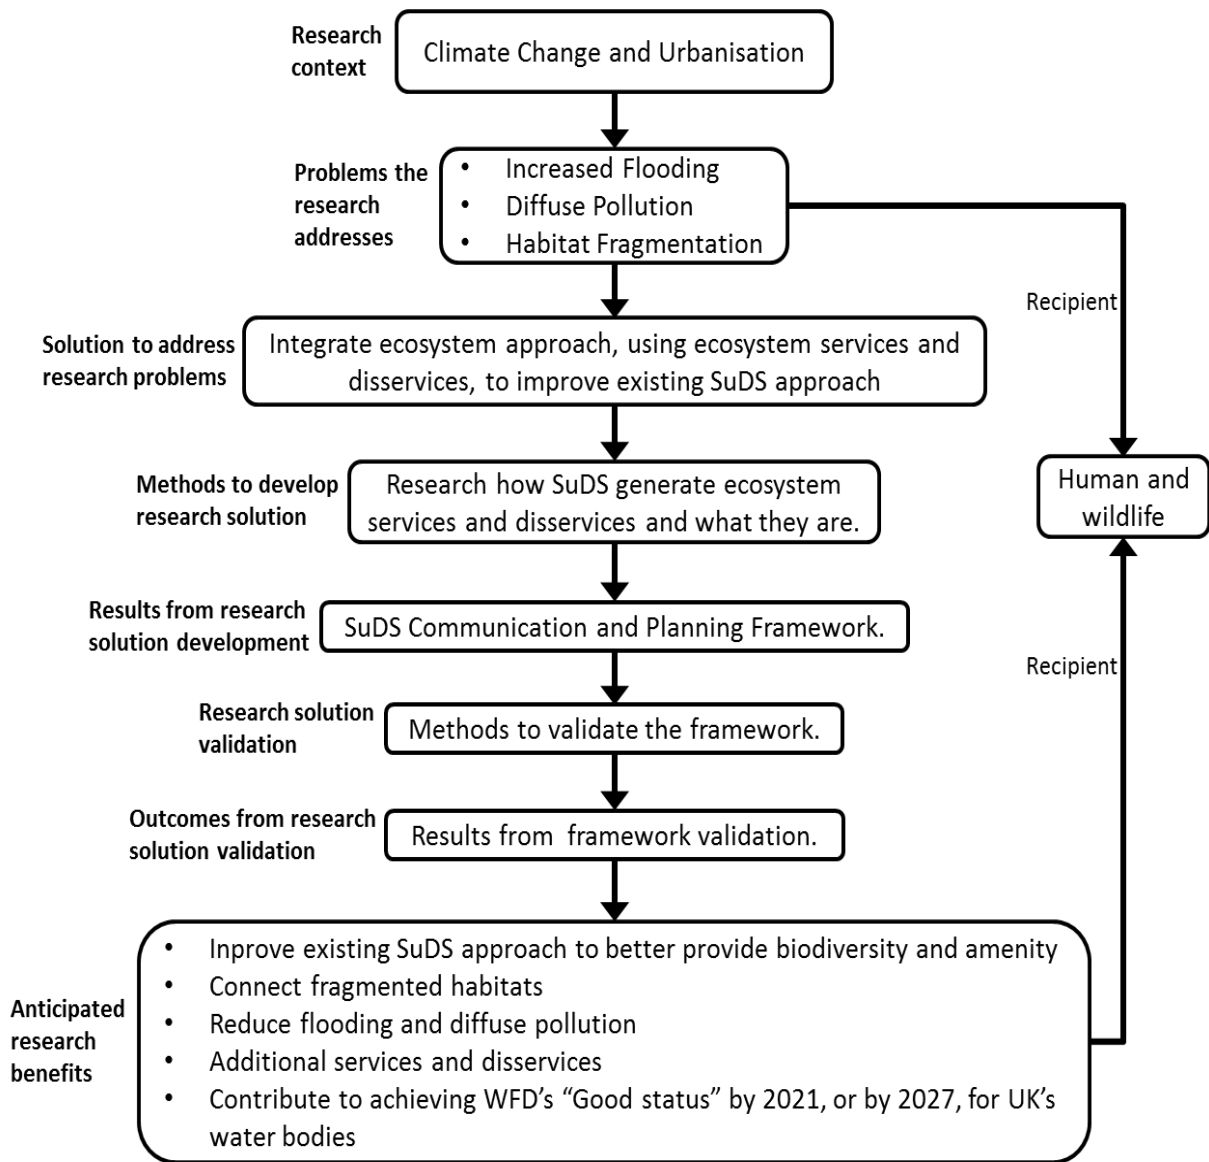 Research
context
Climate Change and Urbanisation
Problems the
research
addresses
• Increased Flooding
• Diffuse Pollution
• Habitat Fragmentation
Recipient
Solution to address
research problems
Integrate ecosystem approach, using ecosystem services and
disservices, to improve existing SuDS approach
Methods to develop
research solution
Research how SuDS generate ecosystem
services and disservices and what they are.
Human and
wildlife
Results from research
solution development
SuDS Communication and Planning Framework.
Recipient
Research solution
validation
Methods to validate the framework.
Outcomes from research
solution validation
Results from framework validation.
Anticipated
research
benefits
• Improve existing SuDS approach to better provide biodiversity and amenity
• Connect fragmented habitats
• Reduce flooding and diffuse pollution
• Additional services and disservices
• Contribute to achieving WFD's “Good status” by 2021, or by 2027, for UK's
water bodies